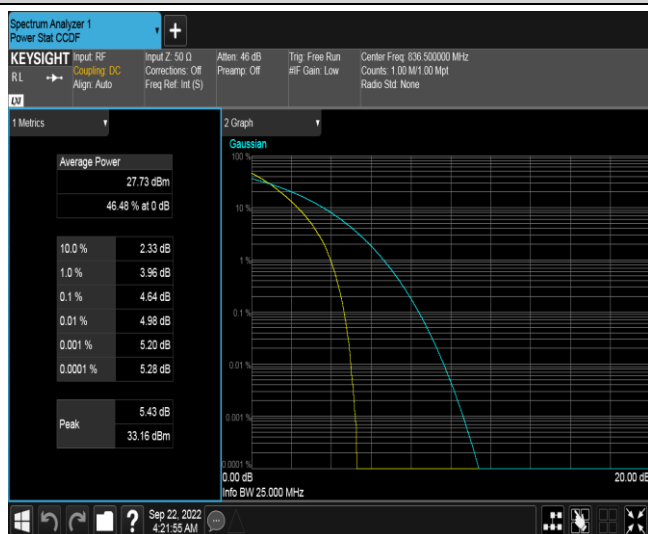 Spectrum Analyzer 1
Power Stat CCDF
+
KEYSIGHT
R L
LXI
Input: RF
Coupling: DC
Align: Auto
Input Z: 50 Ω
Corrections: Off
Freq Ref: Int (S)
Atten: 46 dB
Preamp: Off
Trig: Free Run
#IF Gain: Low
Center Freq: 836.500000 MHz
Counts: 1.00 M/1.00 Mpt
Radio Std: None
1 Metrics
Average Power
27.73 dBm
46.48 % at 0 dB
10.0 % 2.33 dB
1.0 % 3.96 dB
0.1 % 4.64 dB
0.01 % 4.98 dB
0.001 % 5.20 dB
0.0001 % 5.28 dB
Peak
5.43 dB
33.16 dBm
2 Graph
Gaussian
100 %
10 %
1 %
0.1 %
0.01 %
0.001 %
0.0001 %
0.00 dB
20.00 dB
Info BW 25.000 MHz
?
Sep 22, 2022
4:21:55 AM